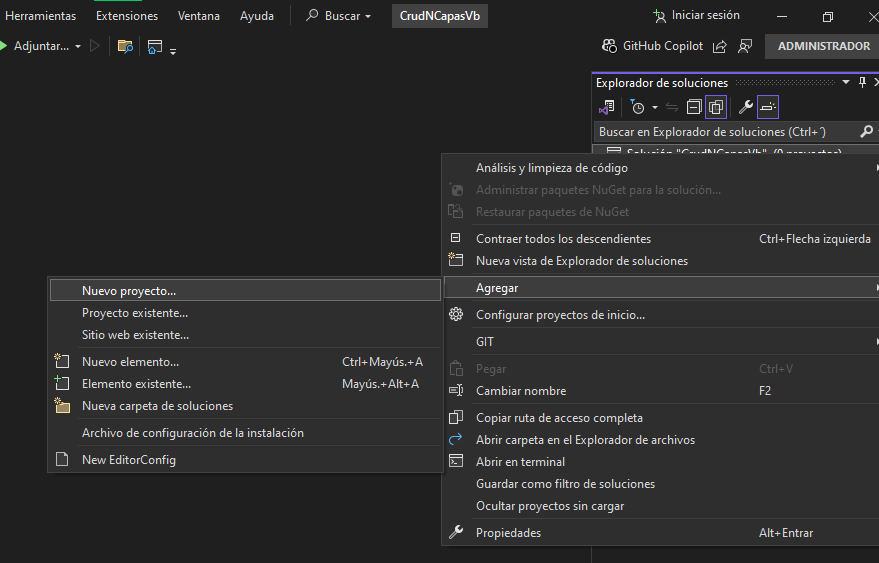 Herramientas Extensiones Ventana Ayuda Buscar CrudNCapasVb Iniciar sesión
Adjuntar... GitHub Copilot ADMINISTRADOR
Explorador de soluciones
Buscar en Explorador de soluciones (Ctrl+´)
Solución "CrudNCapasVb" (0 proyectos)
Análisis y limpieza de código
Administrar paquetes NuGet para la solución...
Restaurar paquetes de NuGet
Contraer todos los descendientes Ctrl+Flecha izquierda
Nueva vista de Explorador de soluciones
Agregar
Configurar proyectos de inicio...
GIT
Pegar Ctrl+V
Cambiar nombre F2
Copiar ruta de acceso completa
Abrir carpeta en el Explorador de archivos
Abrir en terminal
Guardar como filtro de soluciones
Ocultar proyectos sin cargar
Propiedades Alt+Entrar
Nuevo proyecto...
Proyecto existente...
Sitio web existente...
Nuevo elemento... Ctrl+Mayús.+A
Elemento existente... Mayús.+Alt+A
Nueva carpeta de soluciones
Archivo de configuración de la instalación
New EditorConfig